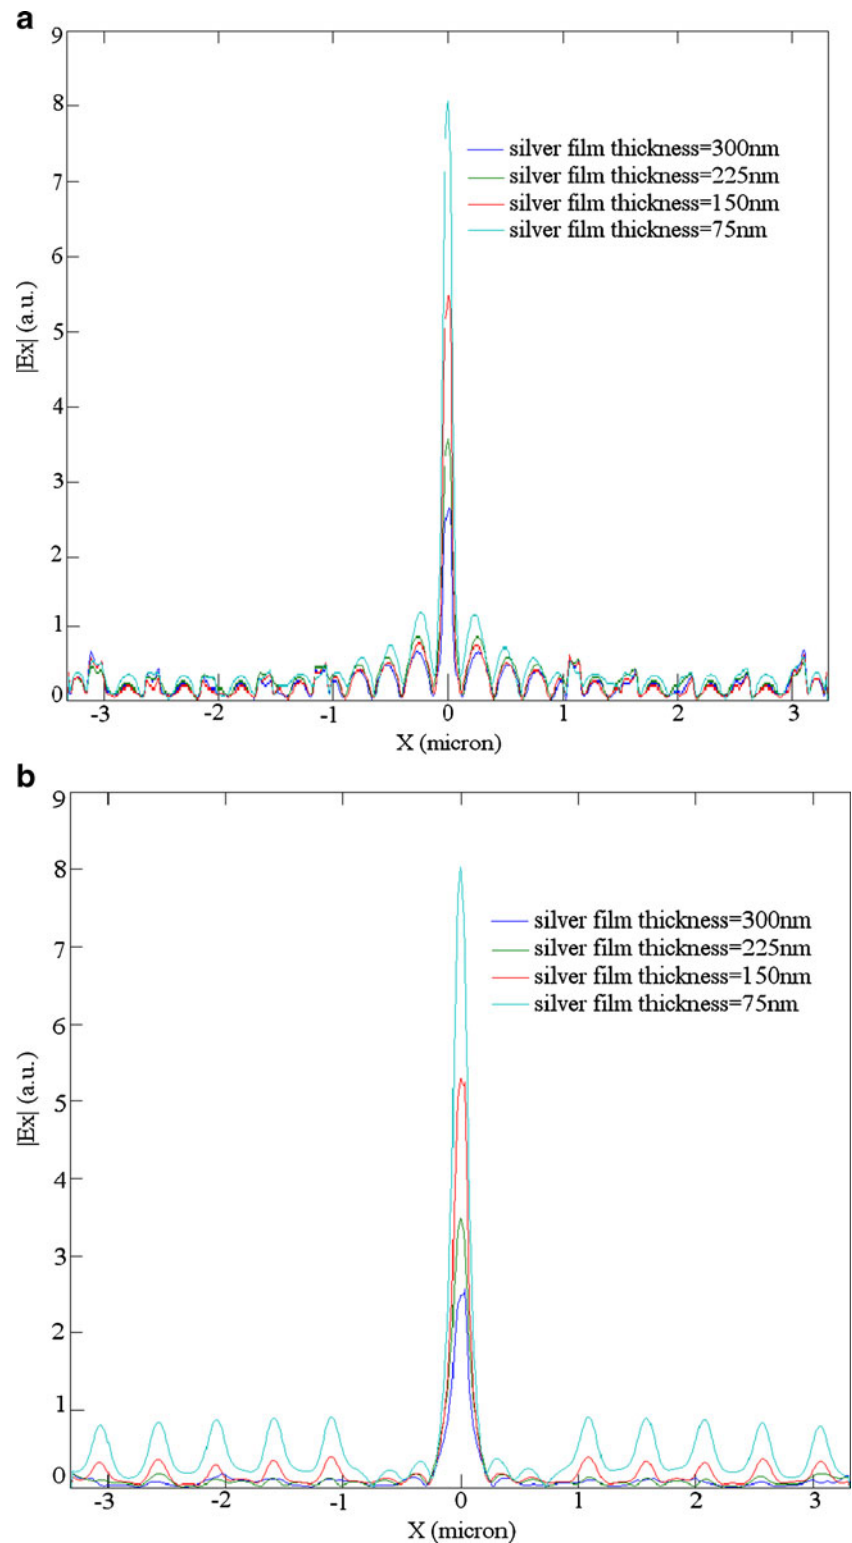 a
9
8
7
6
5
4
3
2
1
0
|Ex| (a.u.)
silver film thickness=300nm
silver film thickness=225nm
silver film thickness=150nm
silver film thickness=75nm
-3 -2 -1 0 1 2 3
X (micron)
b
9
8
7
6
5
4
3
2
1
0
|Ex| (a.u.)
silver film thickness=300nm
silver film thickness=225nm
silver film thickness=150nm
silver film thickness=75nm
-3 -2 -1 0 1 2 3
X (micron)